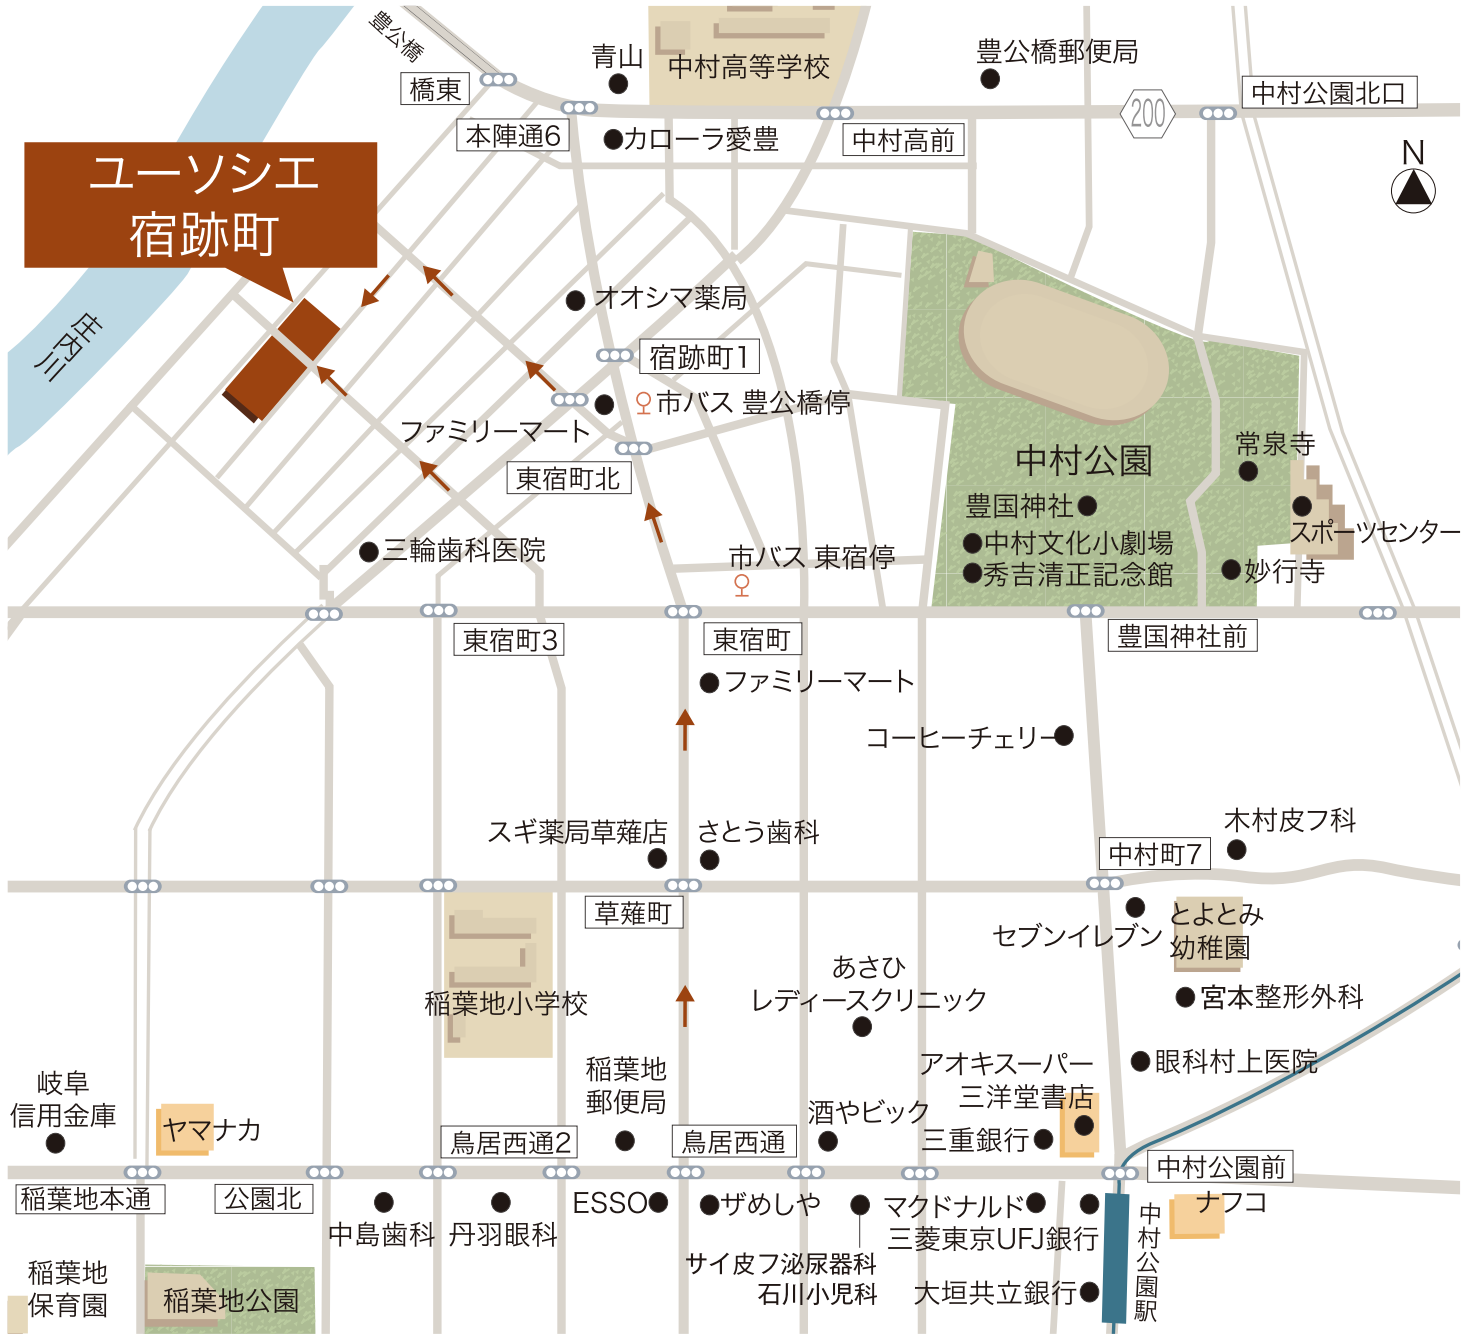 豊公橋
青山
中村高等学校
豊公橋郵便局
橋東
中村公園北口
200
本陣通6
カローラ愛豊
中村高前
N
ユーソシエ
宿跡町
オオシマ薬局
庄内川
宿跡町1
市バス 豊公橋停
ファミリーマート
東宿町北
中村公園
常泉寺
豊国神社
スポーツセンター
中村文化小劇場
三輪歯科医院
市バス 東宿停
秀吉清正記念館
妙行寺
東宿町3
東宿町
豊国神社前
ファミリーマート
コーヒーチェリー
スギ薬局草薙店
さとう歯科
木村皮フ科
中村町7
草薙町
セブンイレブン
とよとみ
幼稚園
あさひ
レディースクリニック
稲葉地小学校
宮本整形外科
稲葉地
郵便局
アオキスーパー
三洋堂書店
眼科村上医院
岐阜
信用金庫
ヤマナカ
酒やビック
三重銀行
鳥居西通2
鳥居西通
中村公園前
稲葉地本通
公園北
ESSO
ザめしや
マクドナルド
ナフコ
中島歯科
丹羽眼科
三菱東京UFJ銀行
中村公園駅
サイ皮フ泌尿器科
石川小児科
大垣共立銀行
稲葉地
保育園
稲葉地公園